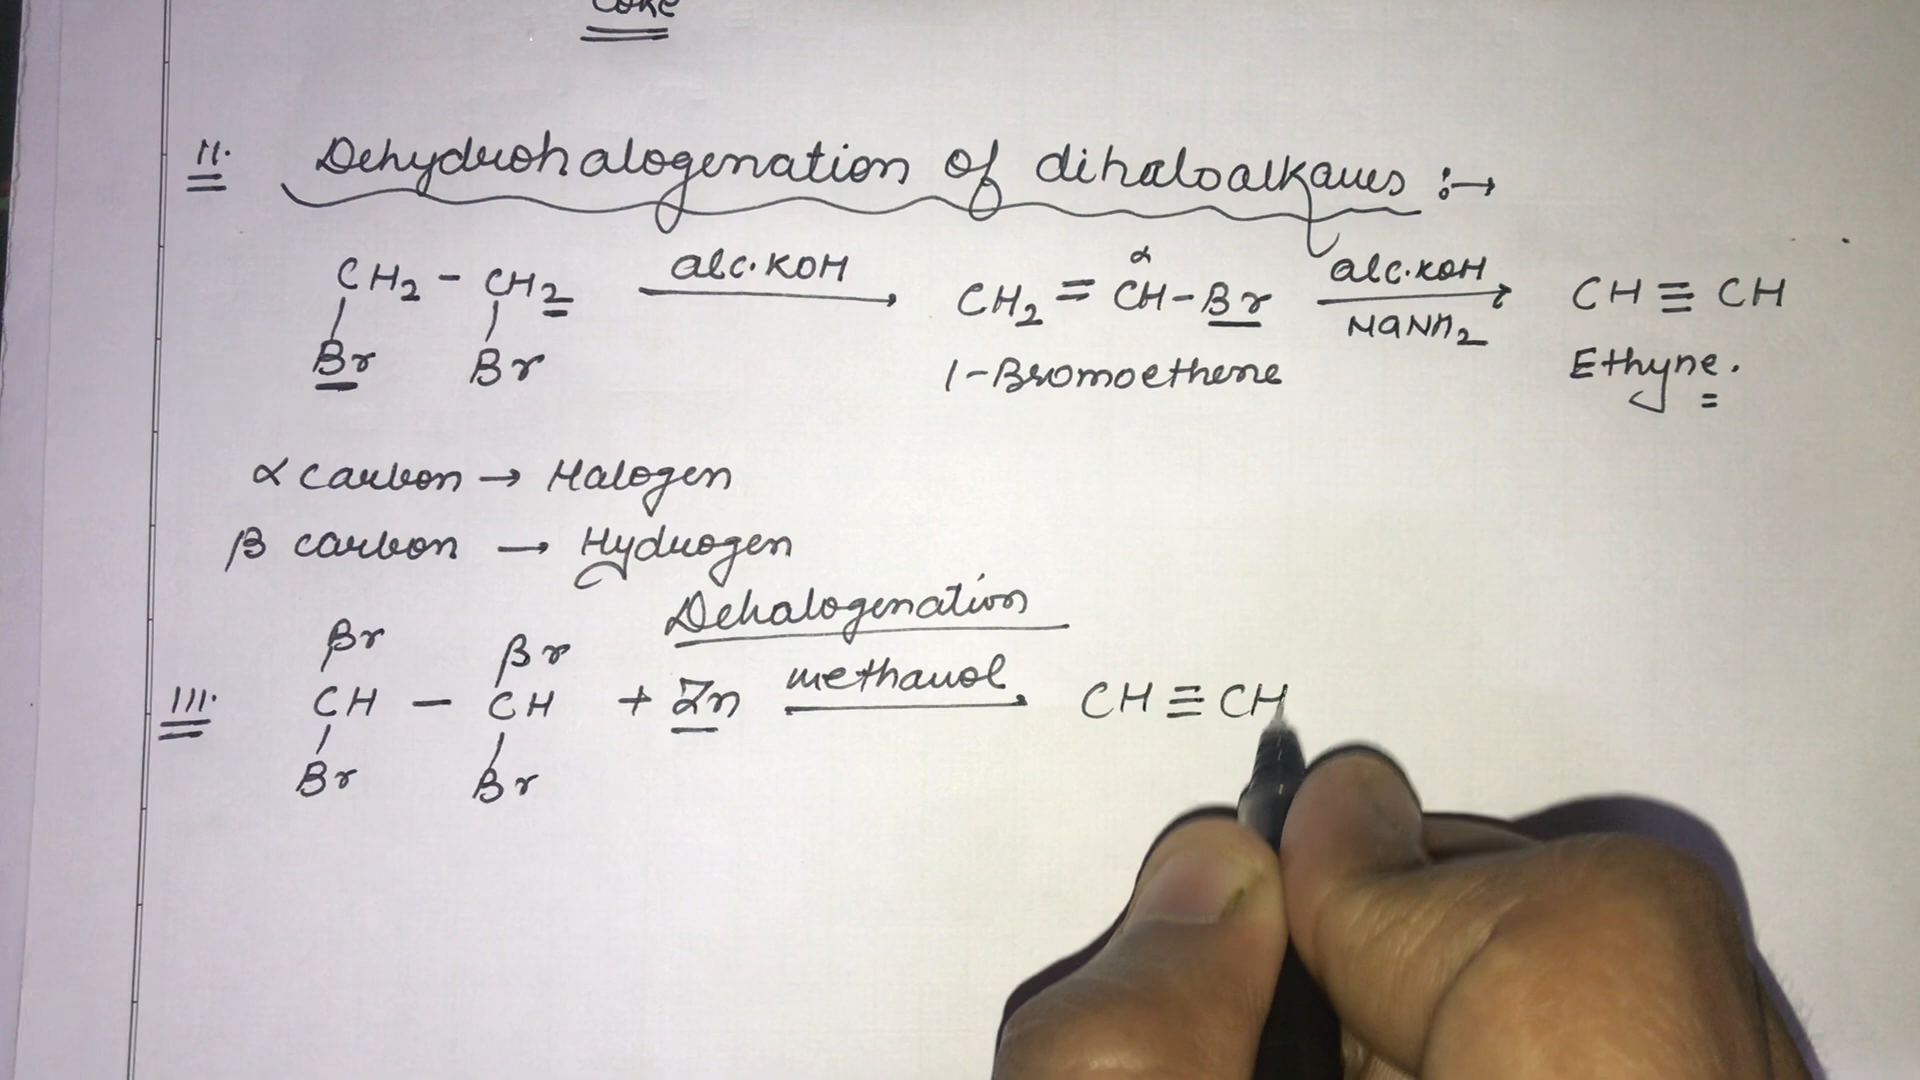 Coke
II. Dehydrohalogenation of dihaloalkanes :→
CH₂ - CH₂ alc.KOH → CH₂ = CH-Br alc.KOH → CH ≡ CH
α
NaNH₂
Br Br 1-Bromoethene Ethyne.
α carbon → Halogen
β carbon → Hydrogen
Dehalogenation
Br Br
III. CH - CH + Zn methanol → CH ≡ CH
Br Br